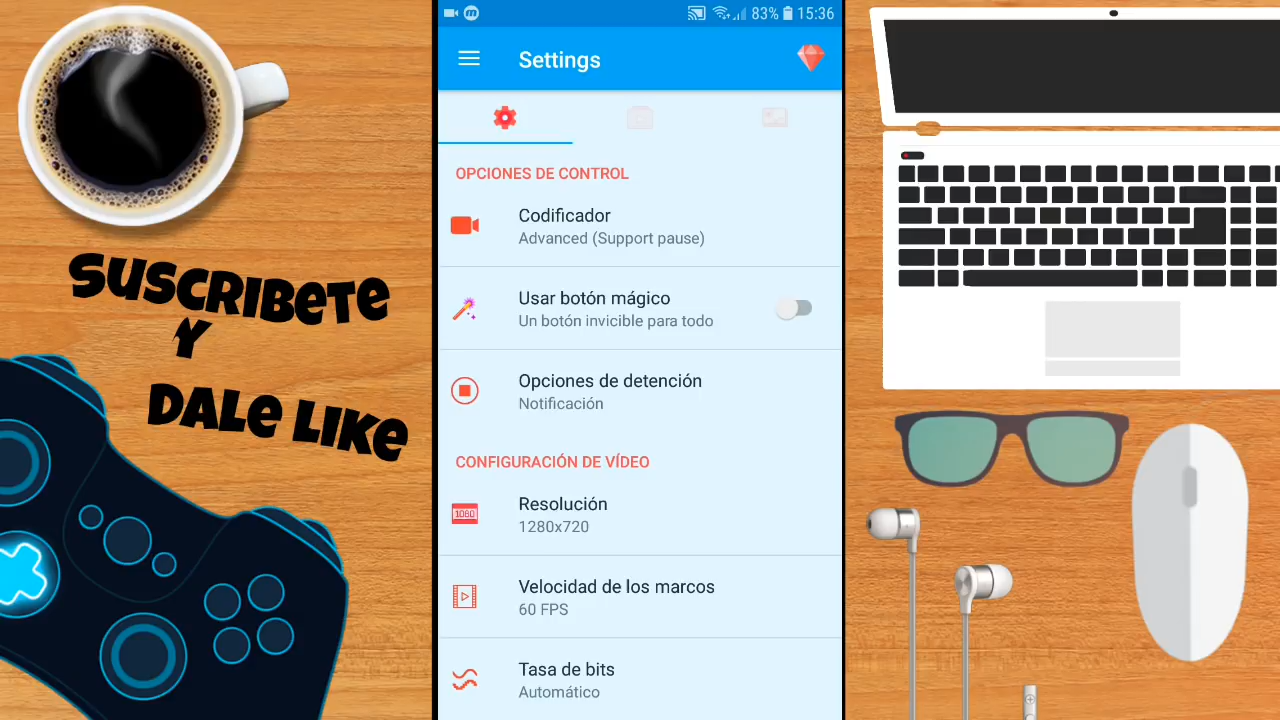 83% 15:36
Settings
OPCIONES DE CONTROL
Codificador
Advanced (Support pause)
Usar botón mágico
Un botón invicible para todo
Opciones de detención
Notificación
CONFIGURACIÓN DE VÍDEO
1080
Resolución
1280x720
Velocidad de los marcos
60 FPS
Tasa de bits
Automático
SUSCRIBETE
Y
DALE LIKE